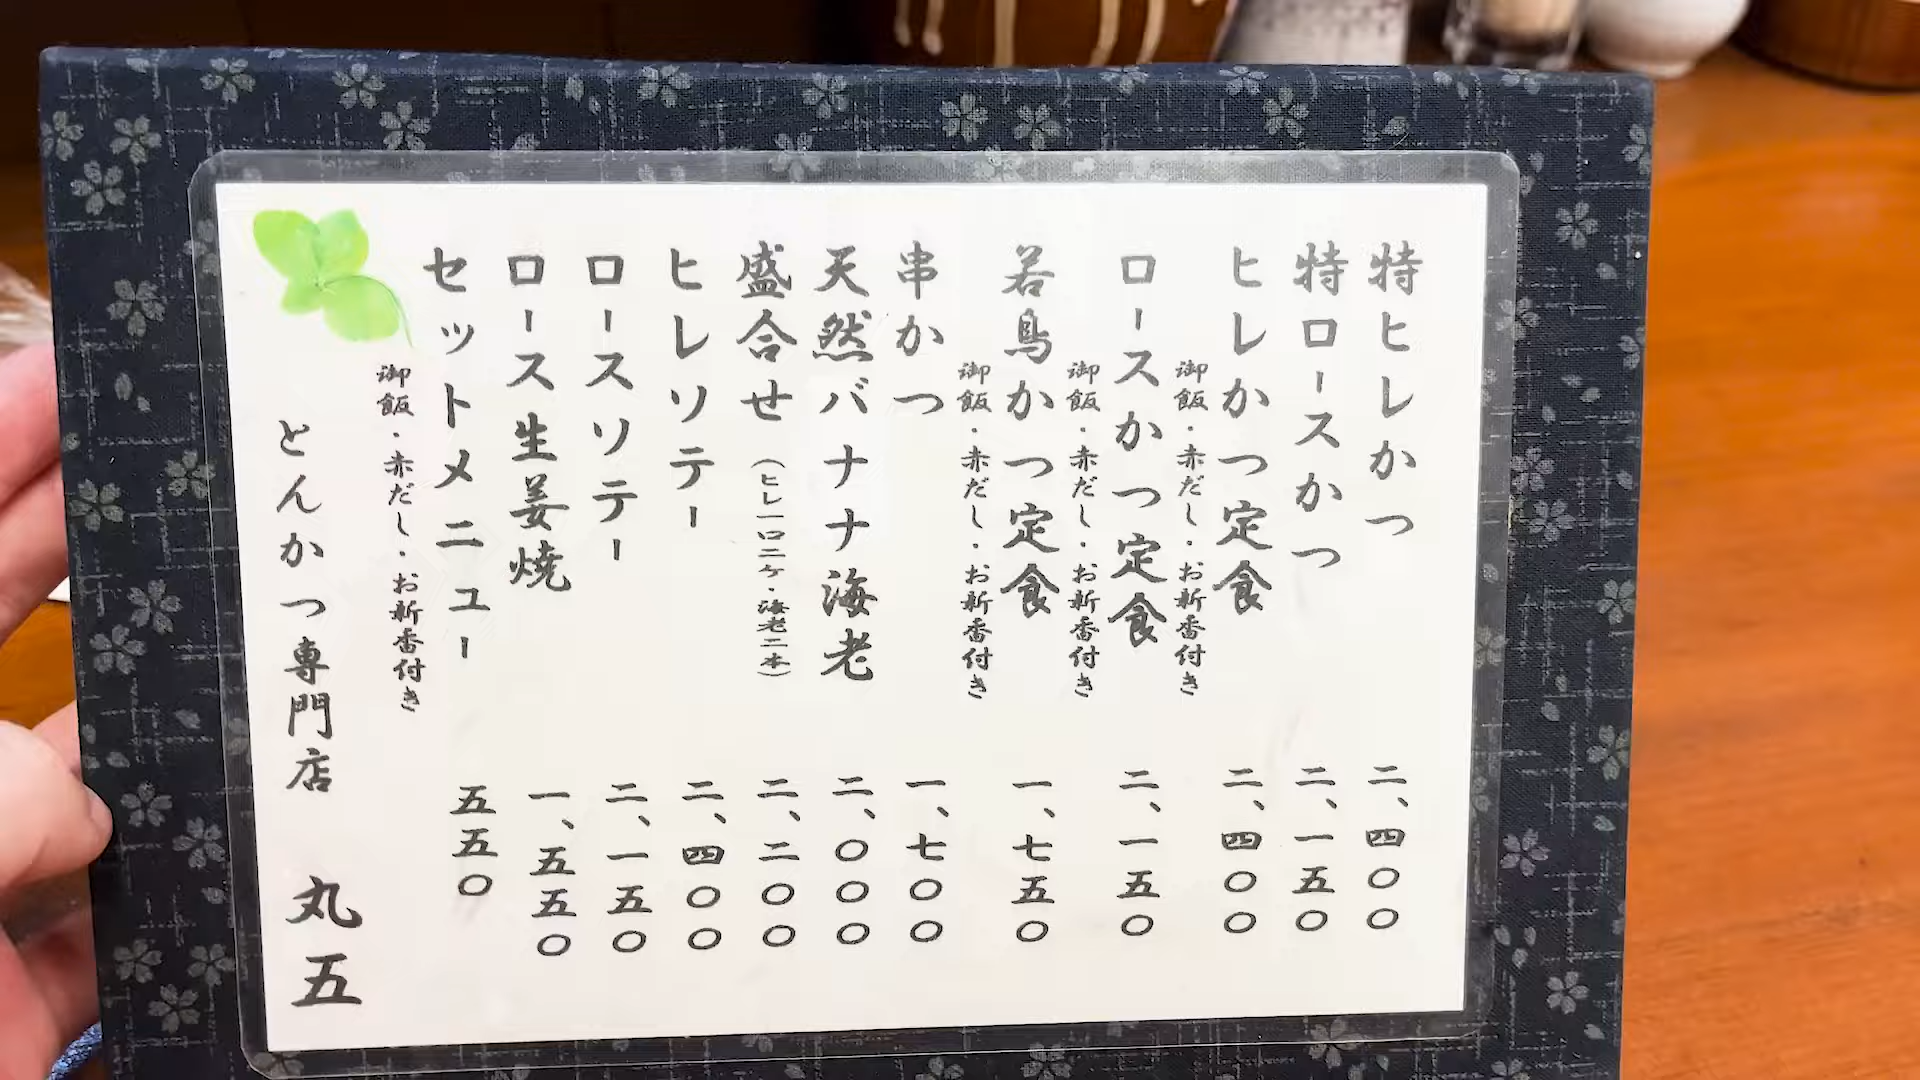 特ヒレかつ 二、四〇〇
特ロースかつ 二、一五〇
ヒレかつ定食 二、四〇〇
御飯・赤だし・お新香付き
ロースかつ定食 二、一五〇
御飯・赤だし・お新香付き
若鳥かつ定食 一、七五〇
御飯・赤だし・お新香付き
串かつ 一、七〇〇
天然バナナ海老 二、〇〇〇
盛合せ（ヒレ一口二ヶ・海老二本） 二、二〇〇
ヒレソテー 二、四〇〇
ロースソテー 二、一五〇
ロース生姜焼 一、五五〇
セットメニュー 五五〇
御飯・赤だし・お新香付き
とんかつ専門店 丸五